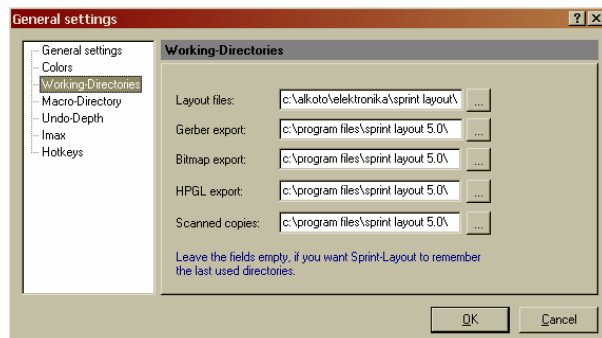 General settings
General settings
Colors
Working-Directories
Macro-Directory
Undo-Depth
Imax
Hotkeys
Working-Directories
Layout files: c:\alkoto\elektronika\sprint layout\ ...
Gerber export: c:\program files\sprint layout 5.0\ ...
Bitmap export: c:\program files\sprint layout 5.0\ ...
HPGL export: c:\program files\sprint layout 5.0\ ...
Scanned copies: c:\program files\sprint layout 5.0\ ...
Leave the fields empty, if you want Sprint-Layout to remember
the last used directories.
OK Cancel